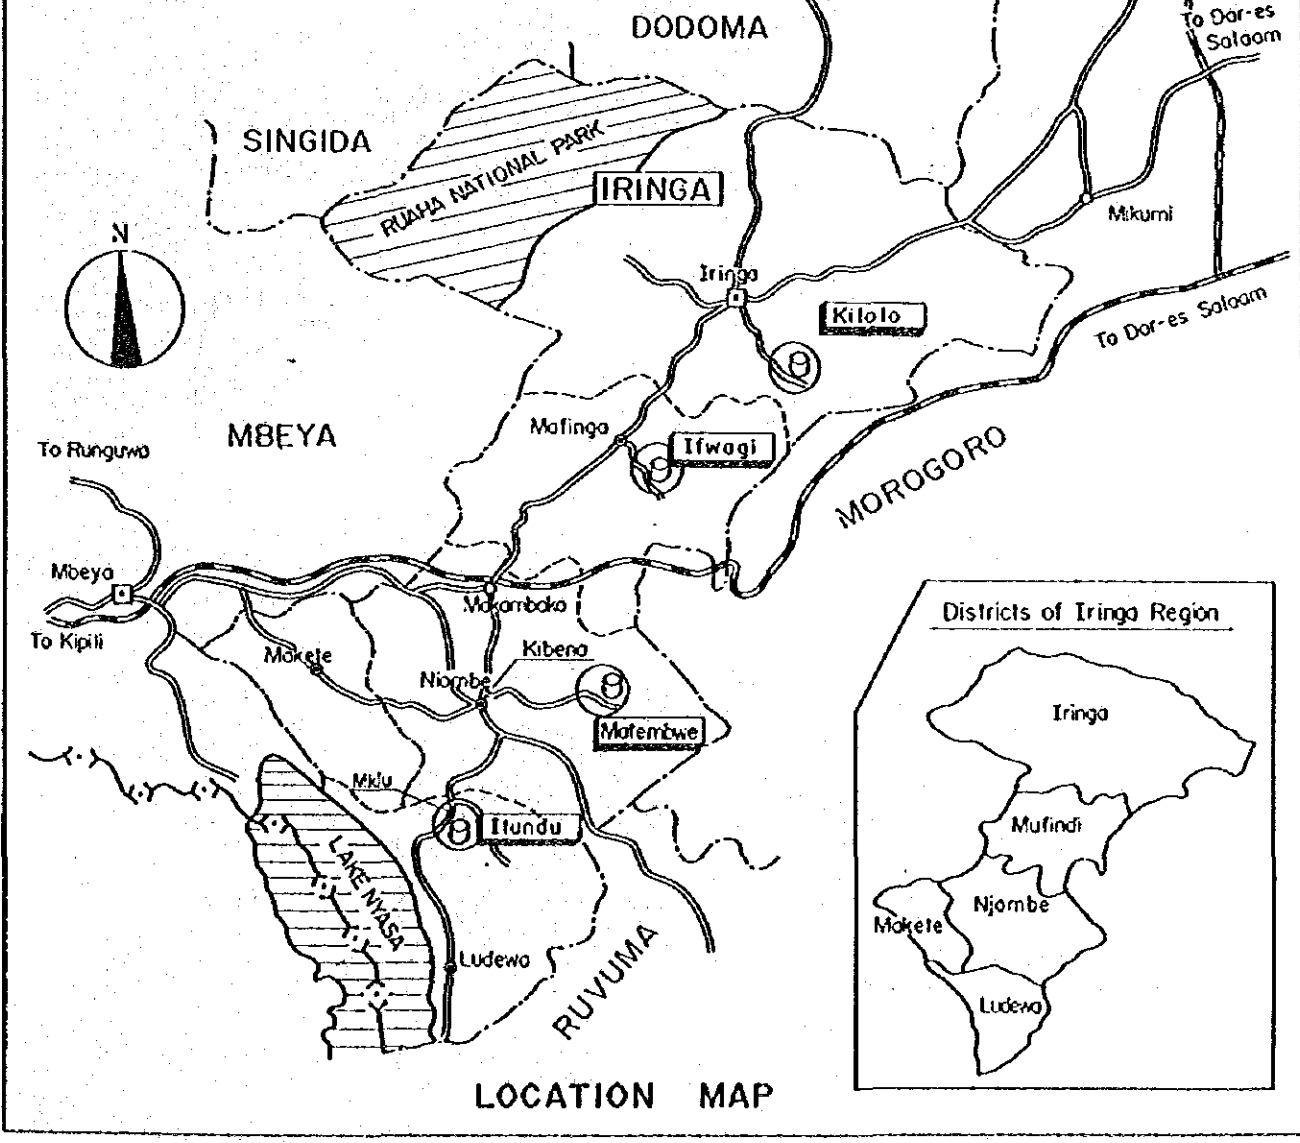 DODOMA
To Dar-es
Salaam
SINGIDA
RUAHA NATIONAL PARK
IRINGA
Mikumi
N
Iringa
Kilolo
To Dar-es Salaam
MBEYA
Mafinga
Ifwagi
To Runguwa
MOROGORO
Mbeya
Makambako
To Kipili
Makete
Kibena
Njombe
Matembwe
Mklu
Itundu
LAKE NYASA
Ludewa
RUVUMA
Districts of Iringa Region
Iringa
Mufindi
Njombe
Makete
Ludewa
LOCATION MAP